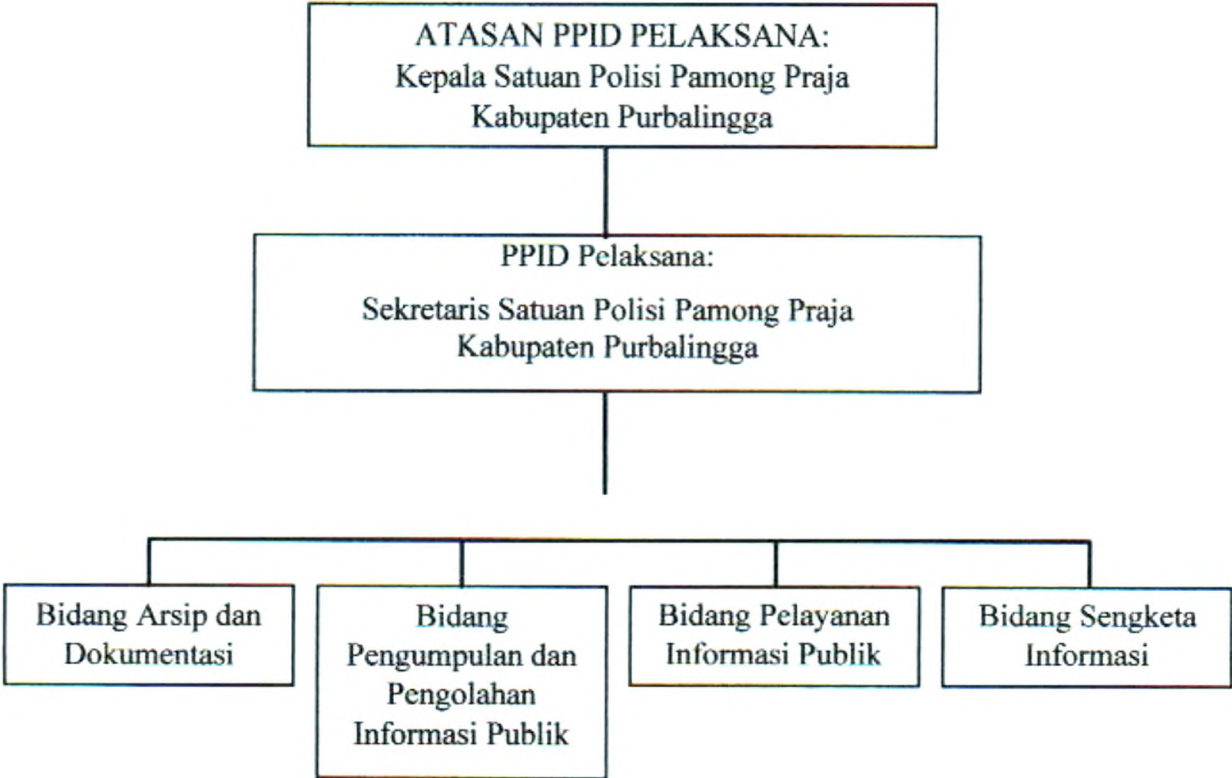 ATASAN PPID PELAKSANA:
Kepala Satuan Polisi Pamong Praja
Kabupaten Purbalingga
PPID Pelaksana:
Sekretaris Satuan Polisi Pamong Praja
Kabupaten Purbalingga
Bidang Arsip dan
Dokumentasi
Bidang
Pengumpulan dan
Pengolahan
Informasi Publik
Bidang Pelayanan
Informasi Publik
Bidang Sengketa
Informasi